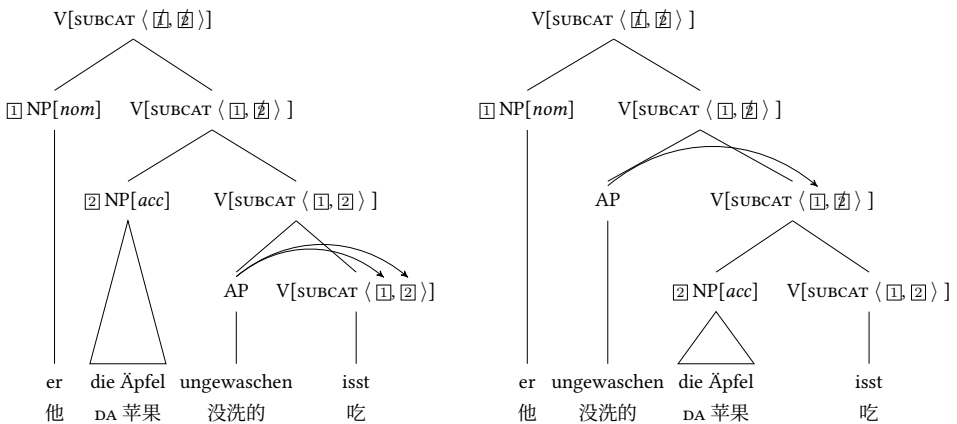 V[SUBCAT ⟨ 1̸, 2̸ ⟩]
1 NP[nom] V[SUBCAT ⟨ 1, 2̸ ⟩ ]
2 NP[acc] V[SUBCAT ⟨ 1, 2 ⟩ ]
AP V[SUBCAT ⟨ 1, 2 ⟩]
er die Äpfel ungewaschen isst
他 DA 苹果 没洗的 吃
V[SUBCAT ⟨ 1̸, 2̸ ⟩]
1 NP[nom] V[SUBCAT ⟨ 1, 2̸ ⟩ ]
AP V[SUBCAT ⟨ 1, 2̸ ⟩ ]
2 NP[acc] V[SUBCAT ⟨ 1, 2 ⟩ ]
er ungewaschen die Äpfel isst
他 没洗的 DA 苹果 吃